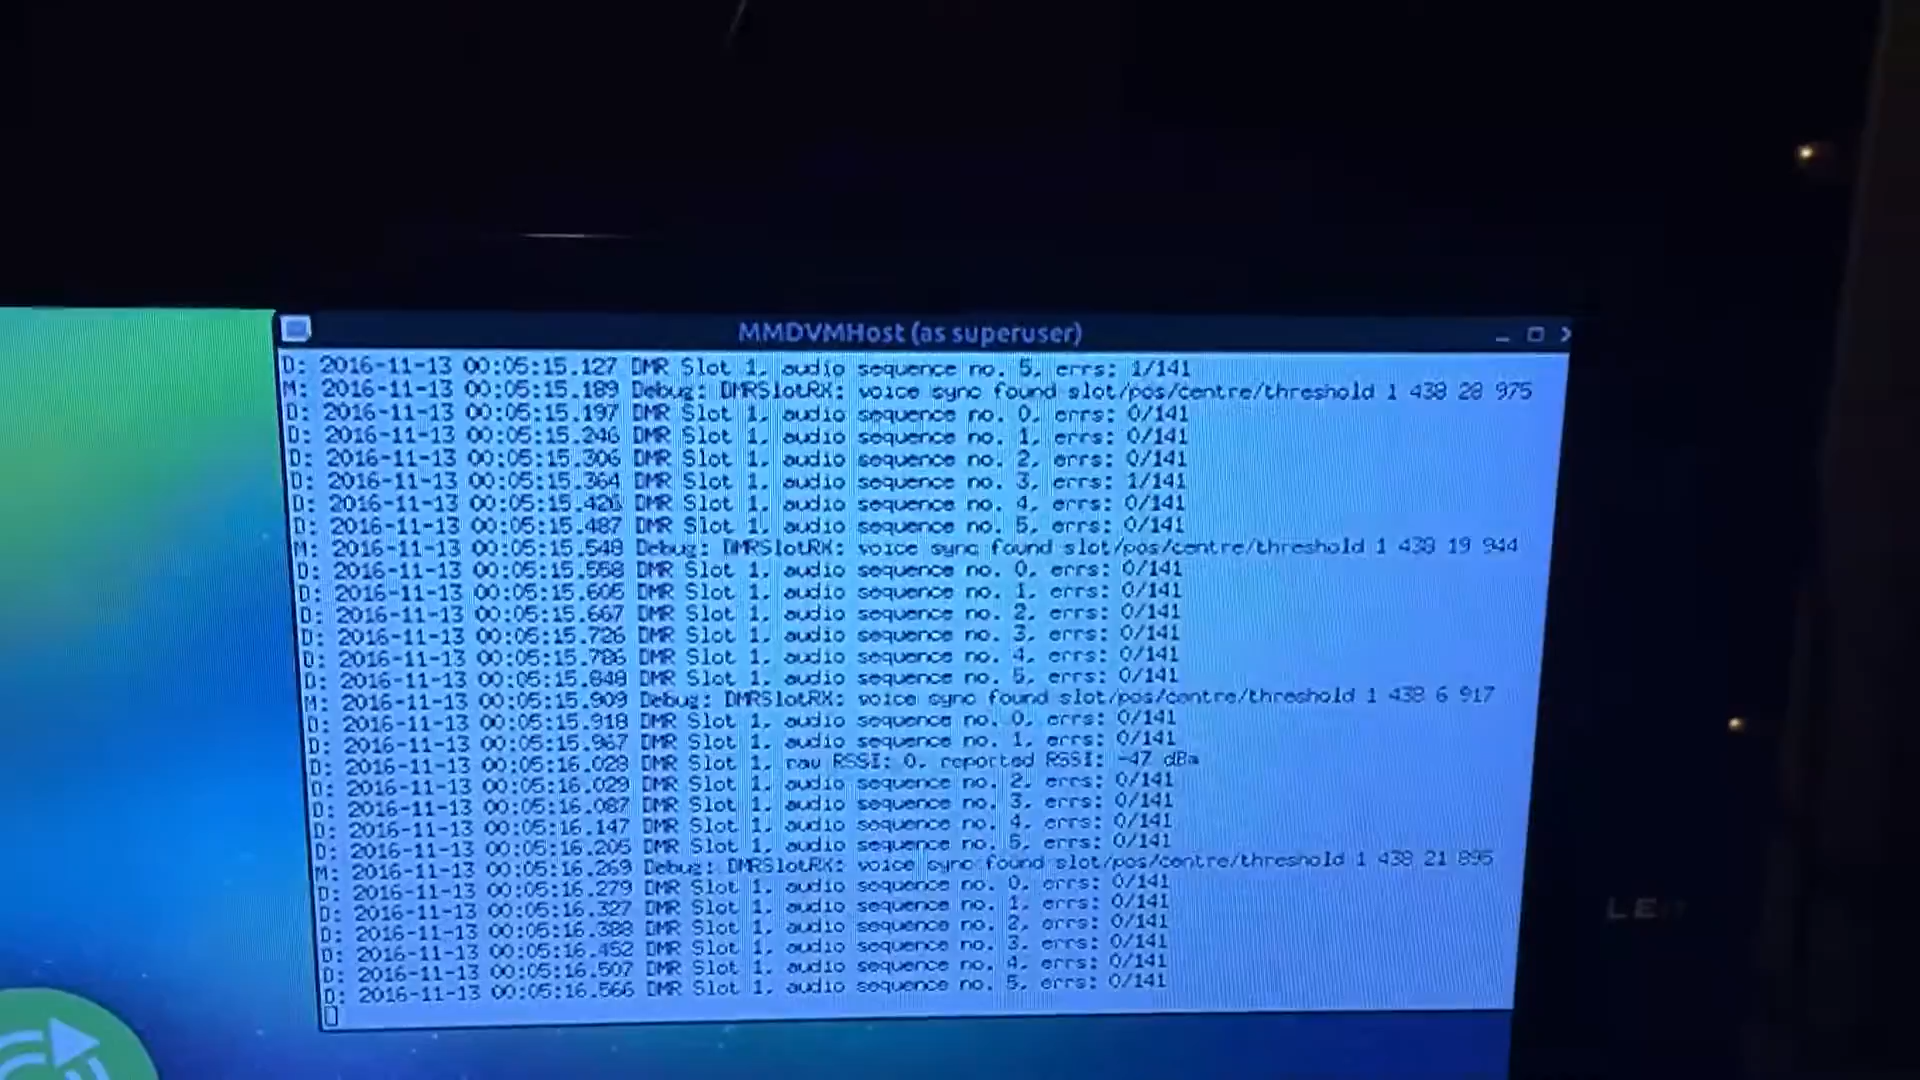 MMDVMHost (as superuser)
D: 2016-11-13 00:05:15.127 DMR Slot 1, audio sequence no. 5, errs: 1/141
M: 2016-11-13 00:05:15.189 Debug: DMRSlotRX: voice sync found slot/pos/centre/threshold 1 438 28 975
D: 2016-11-13 00:05:15.197 DMR Slot 1, audio sequence no. 0, errs: 0/141
D: 2016-11-13 00:05:15.246 DMR Slot 1, audio sequence no. 1, errs: 0/141
D: 2016-11-13 00:05:15.306 DMR Slot 1, audio sequence no. 2, errs: 0/141
D: 2016-11-13 00:05:15.364 DMR Slot 1, audio sequence no. 3, errs: 1/141
D: 2016-11-13 00:05:15.426 DMR Slot 1, audio sequence no. 4, errs: 0/141
D: 2016-11-13 00:05:15.487 DMR Slot 1, audio sequence no. 5, errs: 0/141
M: 2016-11-13 00:05:15.548 Debug: DMRSlotRX: voice sync found slot/pos/centre/threshold 1 438 19 944
D: 2016-11-13 00:05:15.558 DMR Slot 1, audio sequence no. 0, errs: 0/141
D: 2016-11-13 00:05:15.605 DMR Slot 1, audio sequence no. 1, errs: 0/141
D: 2016-11-13 00:05:15.667 DMR Slot 1, audio sequence no. 2, errs: 0/141
D: 2016-11-13 00:05:15.726 DMR Slot 1, audio sequence no. 3, errs: 0/141
D: 2016-11-13 00:05:15.786 DMR Slot 1, audio sequence no. 4, errs: 0/141
D: 2016-11-13 00:05:15.848 DMR Slot 1, audio sequence no. 5, errs: 0/141
M: 2016-11-13 00:05:15.909 Debug: DMRSlotRX: voice sync found slot/pos/centre/threshold 1 438 6 917
D: 2016-11-13 00:05:15.918 DMR Slot 1, audio sequence no. 0, errs: 0/141
D: 2016-11-13 00:05:15.967 DMR Slot 1, audio sequence no. 1, errs: 0/141
D: 2016-11-13 00:05:16.028 DMR Slot 1, raw RSSI: 0, reported RSSI: -47 dBm
D: 2016-11-13 00:05:16.029 DMR Slot 1, audio sequence no. 2, errs: 0/141
D: 2016-11-13 00:05:16.087 DMR Slot 1, audio sequence no. 3, errs: 0/141
D: 2016-11-13 00:05:16.147 DMR Slot 1, audio sequence no. 4, errs: 0/141
D: 2016-11-13 00:05:16.205 DMR Slot 1, audio sequence no. 5, errs: 0/141
M: 2016-11-13 00:05:16.269 Debug: DMRSlotRX: voice sync found slot/pos/centre/threshold 1 438 21 895
D: 2016-11-13 00:05:16.279 DMR Slot 1, audio sequence no. 0, errs: 0/141
D: 2016-11-13 00:05:16.327 DMR Slot 1, audio sequence no. 1, errs: 0/141
D: 2016-11-13 00:05:16.388 DMR Slot 1, audio sequence no. 2, errs: 0/141
D: 2016-11-13 00:05:16.452 DMR Slot 1, audio sequence no. 3, errs: 0/141
D: 2016-11-13 00:05:16.507 DMR Slot 1, audio sequence no. 4, errs: 0/141
D: 2016-11-13 00:05:16.566 DMR Slot 1, audio sequence no. 5, errs: 0/141